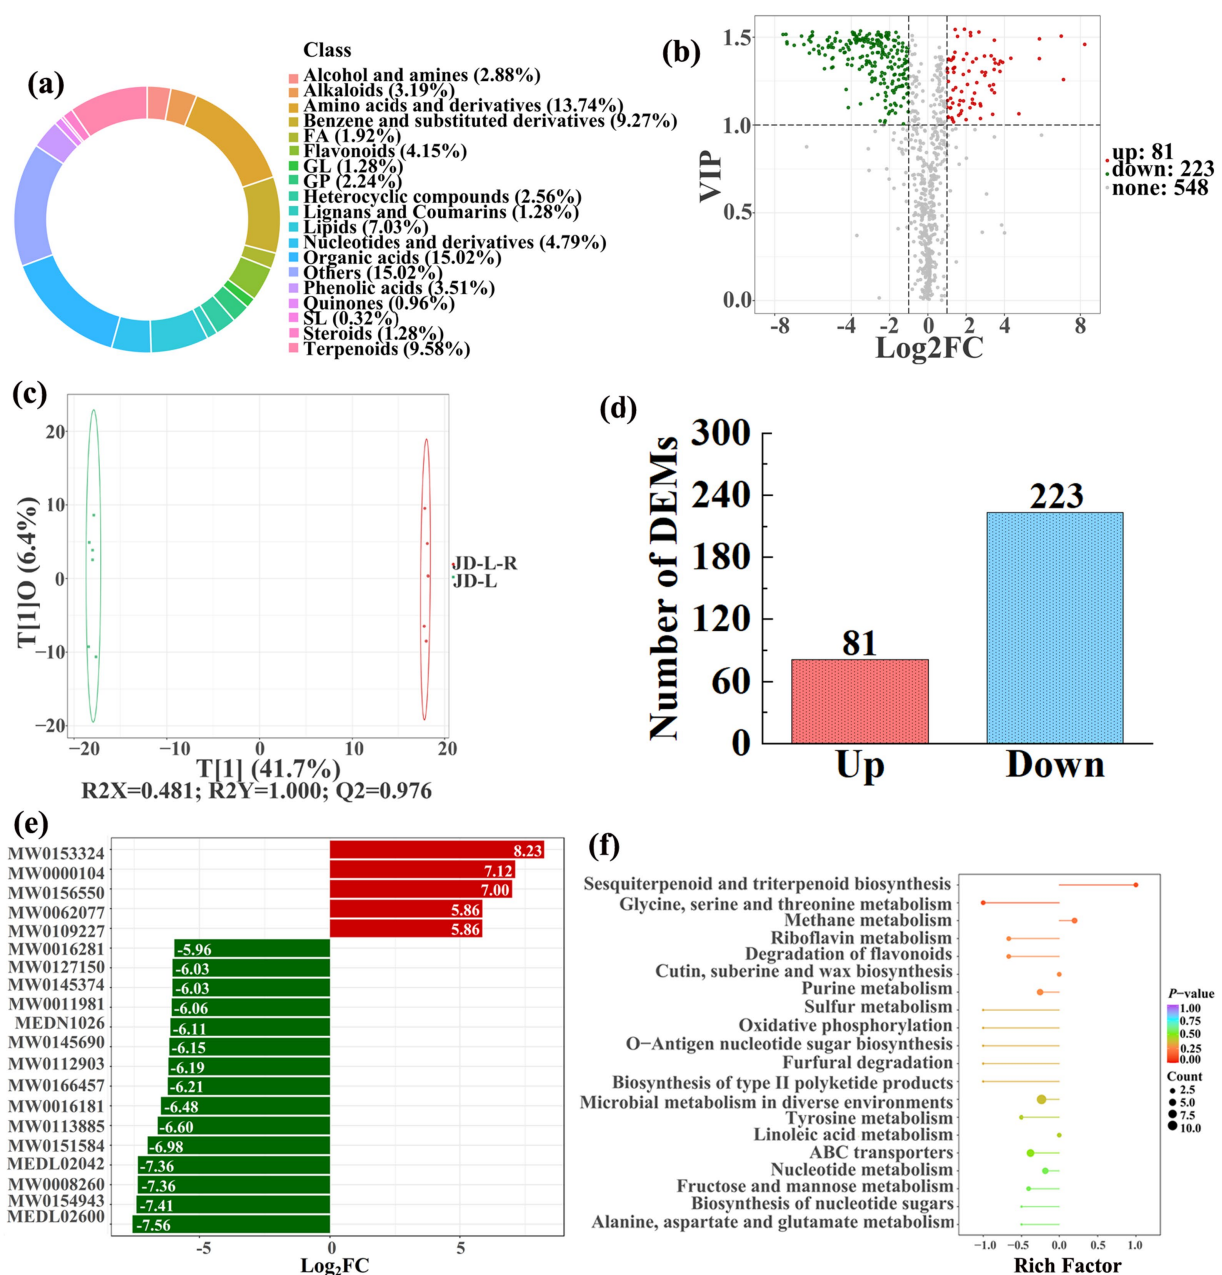 (a)
Class
Alcohol and amines (2.88%)
Alkaloids (3.19%)
Amino acids and derivatives (13.74%)
Benzene and substituted derivatives (9.27%)
FA (1.92%)
Flavonoids (4.15%)
GL (1.28%)
GP (2.24%)
Heterocyclic compounds (2.56%)
Lignans and Coumarins (1.28%)
Lipids (7.03%)
Nucleotides and derivatives (4.79%)
Organic acids (15.02%)
Others (15.02%)
Phenolic acids (3.51%)
Quinones (0.96%)
SL (0.32%)
Steroids (1.28%)
Terpenoids (9.58%)
(b)
1.5
1.0
0.5
0.0
VIP
-8
-4
-2
0
2
4
8
Log2FC
up: 81
down: 223
none: 548
(c)
20
10
0
−10
−20
T[1]O (6.4%)
−20
−10
0
10
20
T[1] (41.7%)
R2X=0.481; R2Y=1.000; Q2=0.976
JD-L-R
JD-L
(d)
300
240
180
120
60
0
Number of DEMs
81
223
Up
Down
(e)
MW0153324
8.23
MW0000104
7.12
MW0156550
7.00
MW0062077
5.86
MW0109227
5.86
MW0016281
-5.96
MW0127150
-6.03
MW0145374
-6.03
MW0011981
-6.06
MEDN1026
-6.11
MW0145690
-6.15
MW0112903
-6.19
MW0166457
-6.21
MW0016181
-6.48
MW0113885
-6.60
MW0151584
-6.98
MEDL02042
-7.36
MW0008260
-7.36
MW0154943
-7.41
MEDL02600
-7.56
-5
0
5
Log2FC
(f)
Sesquiterpenoid and triterpenoid biosynthesis
Glycine, serine and threonine metabolism
Methane metabolism
Riboflavin metabolism
Degradation of flavonoids
Cutin, suberine and wax biosynthesis
Purine metabolism
Sulfur metabolism
Oxidative phosphorylation
O−Antigen nucleotide sugar biosynthesis
Furfural degradation
Biosynthesis of type II polyketide products
Microbial metabolism in diverse environments
Tyrosine metabolism
Linoleic acid metabolism
ABC transporters
Nucleotide metabolism
Fructose and mannose metabolism
Biosynthesis of nucleotide sugars
Alanine, aspartate and glutamate metabolism
−1.0
−0.5
0.0
0.5
1.0
Rich Factor
P−value
1.00
0.75
0.50
0.25
0.00
Count
2.5
5.0
7.5
10.0